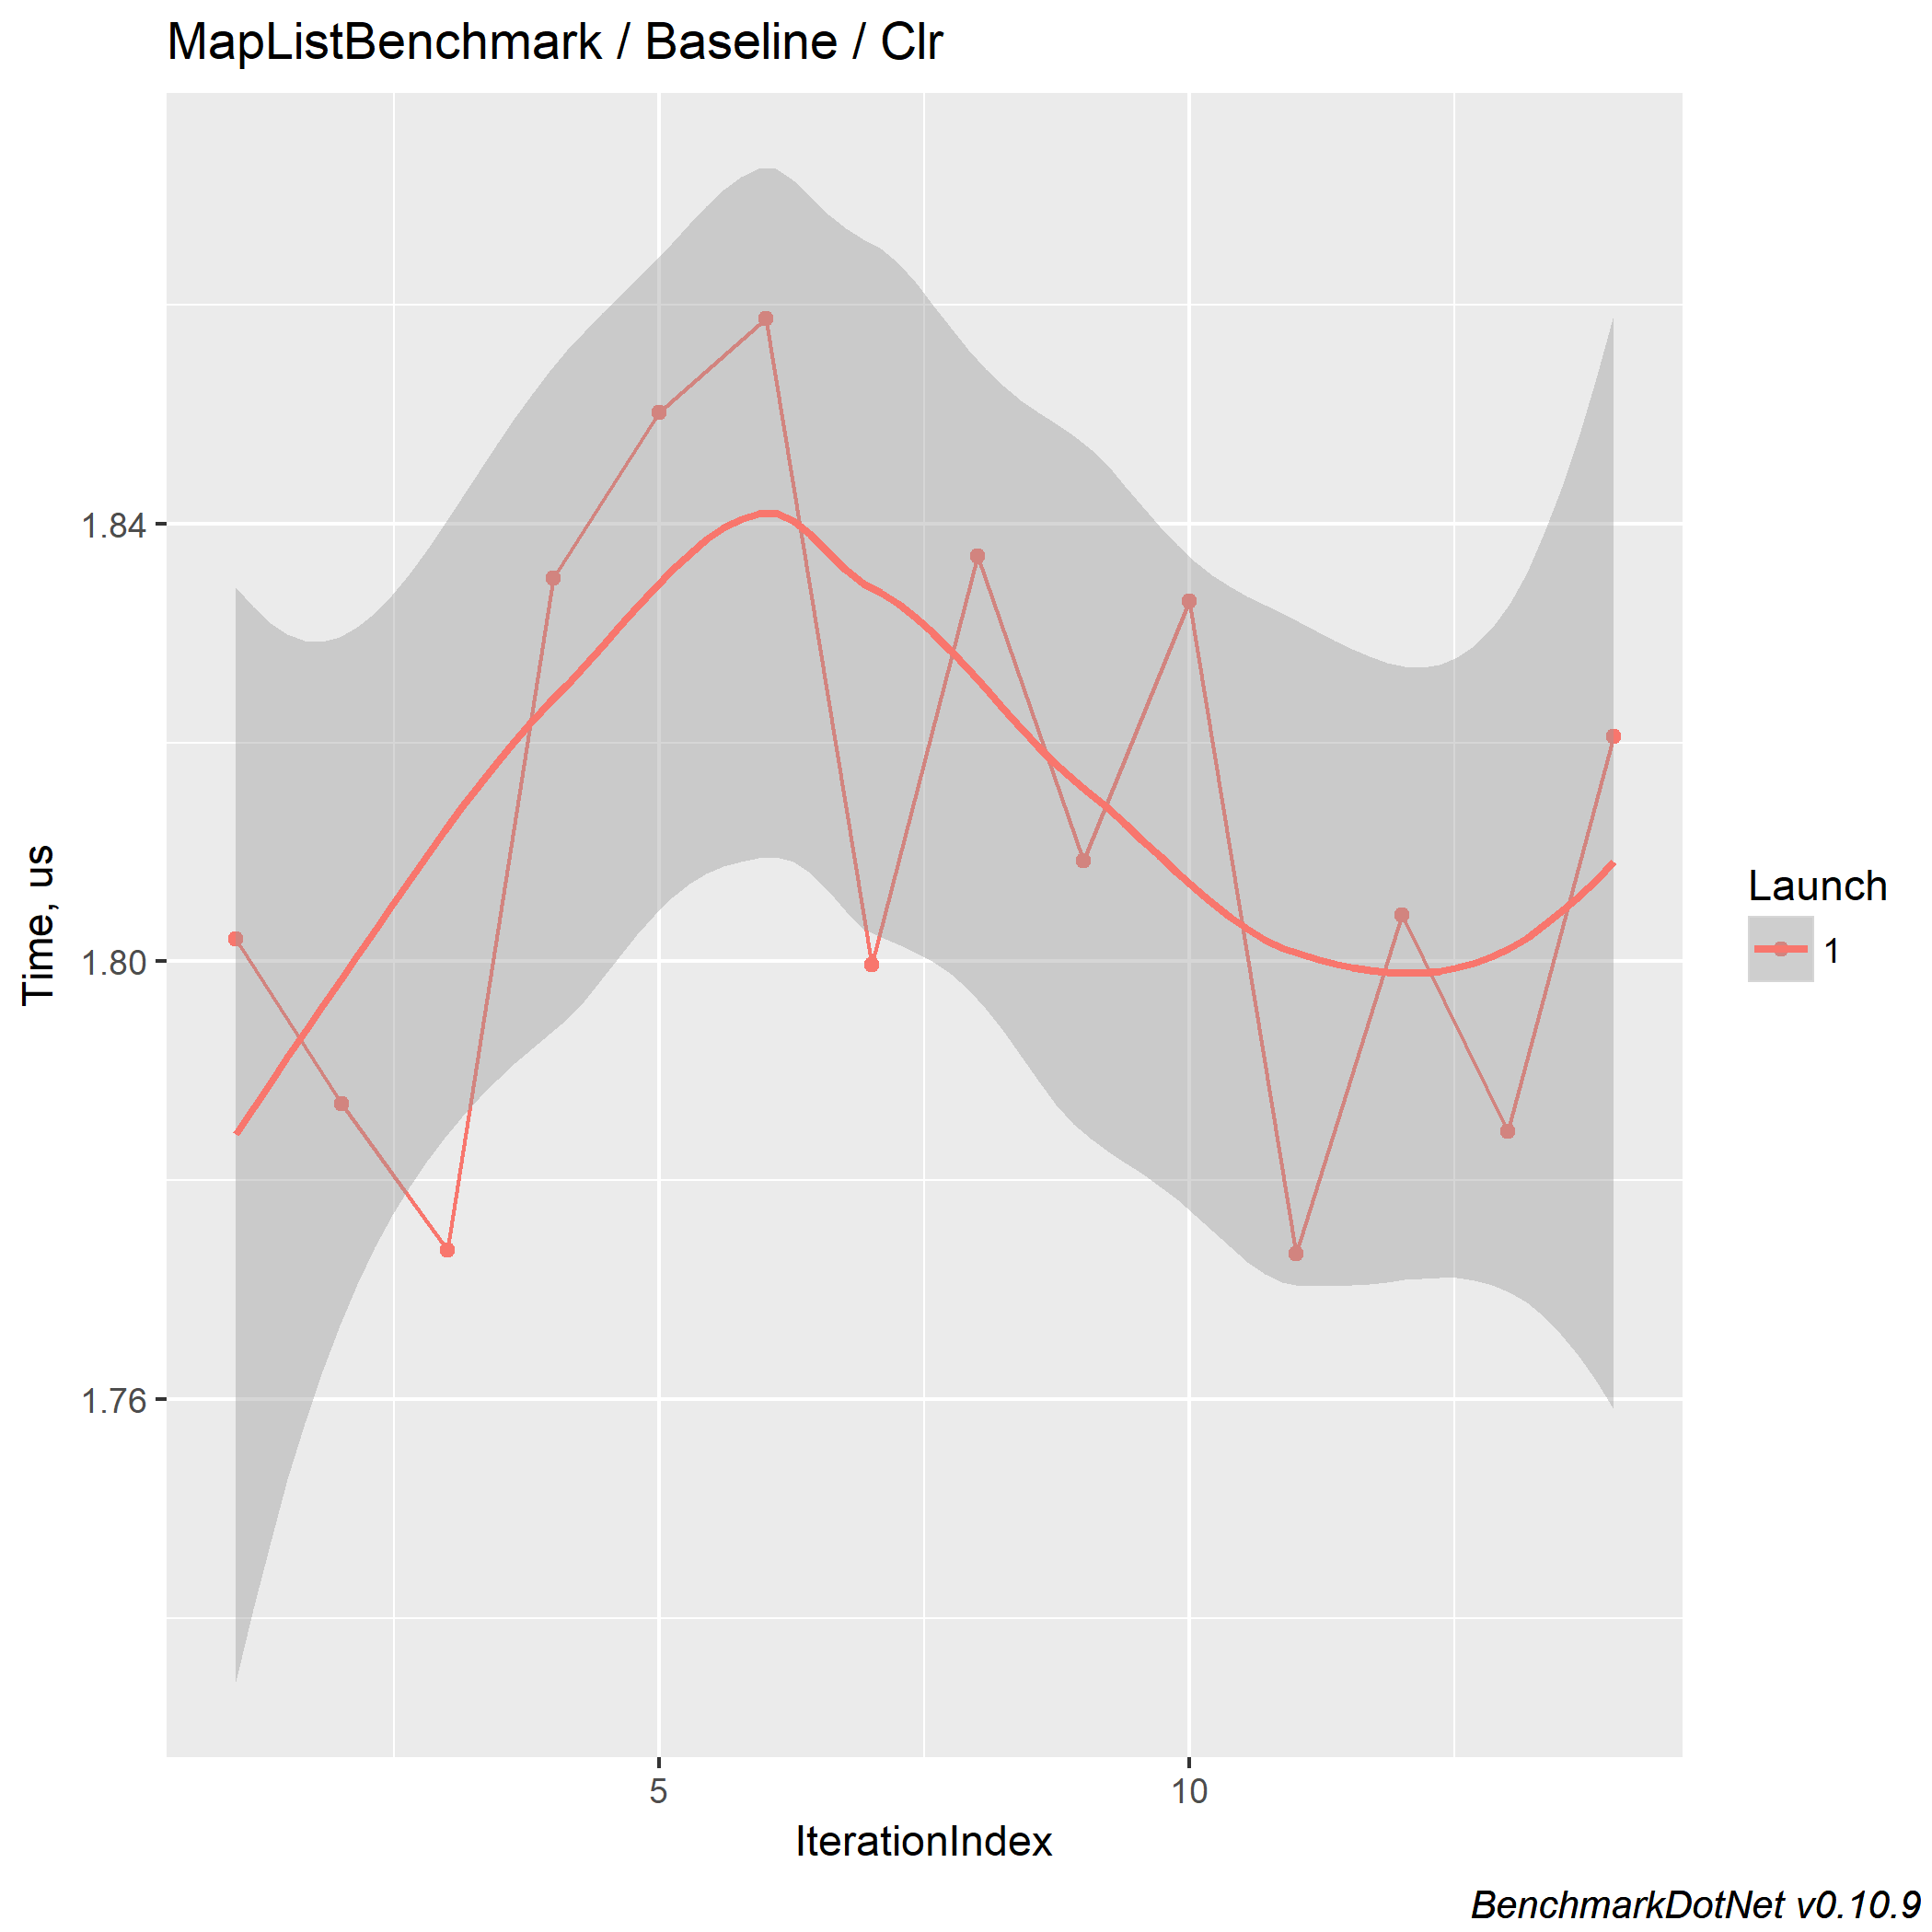 MapListBenchmark / Baseline / Clr
Time, us
1.84
1.80
1.76
5
10
IterationIndex
Launch
1
BenchmarkDotNet v0.10.9